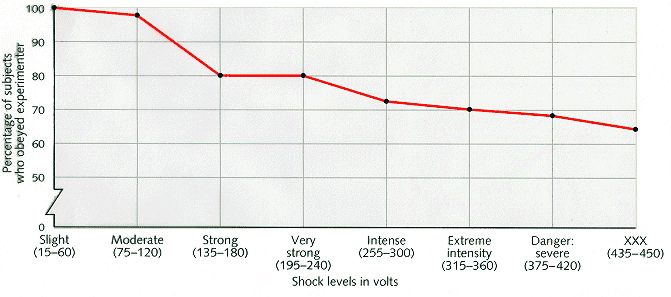 Percentage of subjects
who obeyed experimenter
100
90
80
70
60
50
0
Slight
(15–60)
Moderate
(75–120)
Strong
(135–180)
Very
strong
(195–240)
Intense
(255–300)
Extreme
intensity
(315–360)
Danger:
severe
(375–420)
XXX
(435–450)
Shock levels in volts